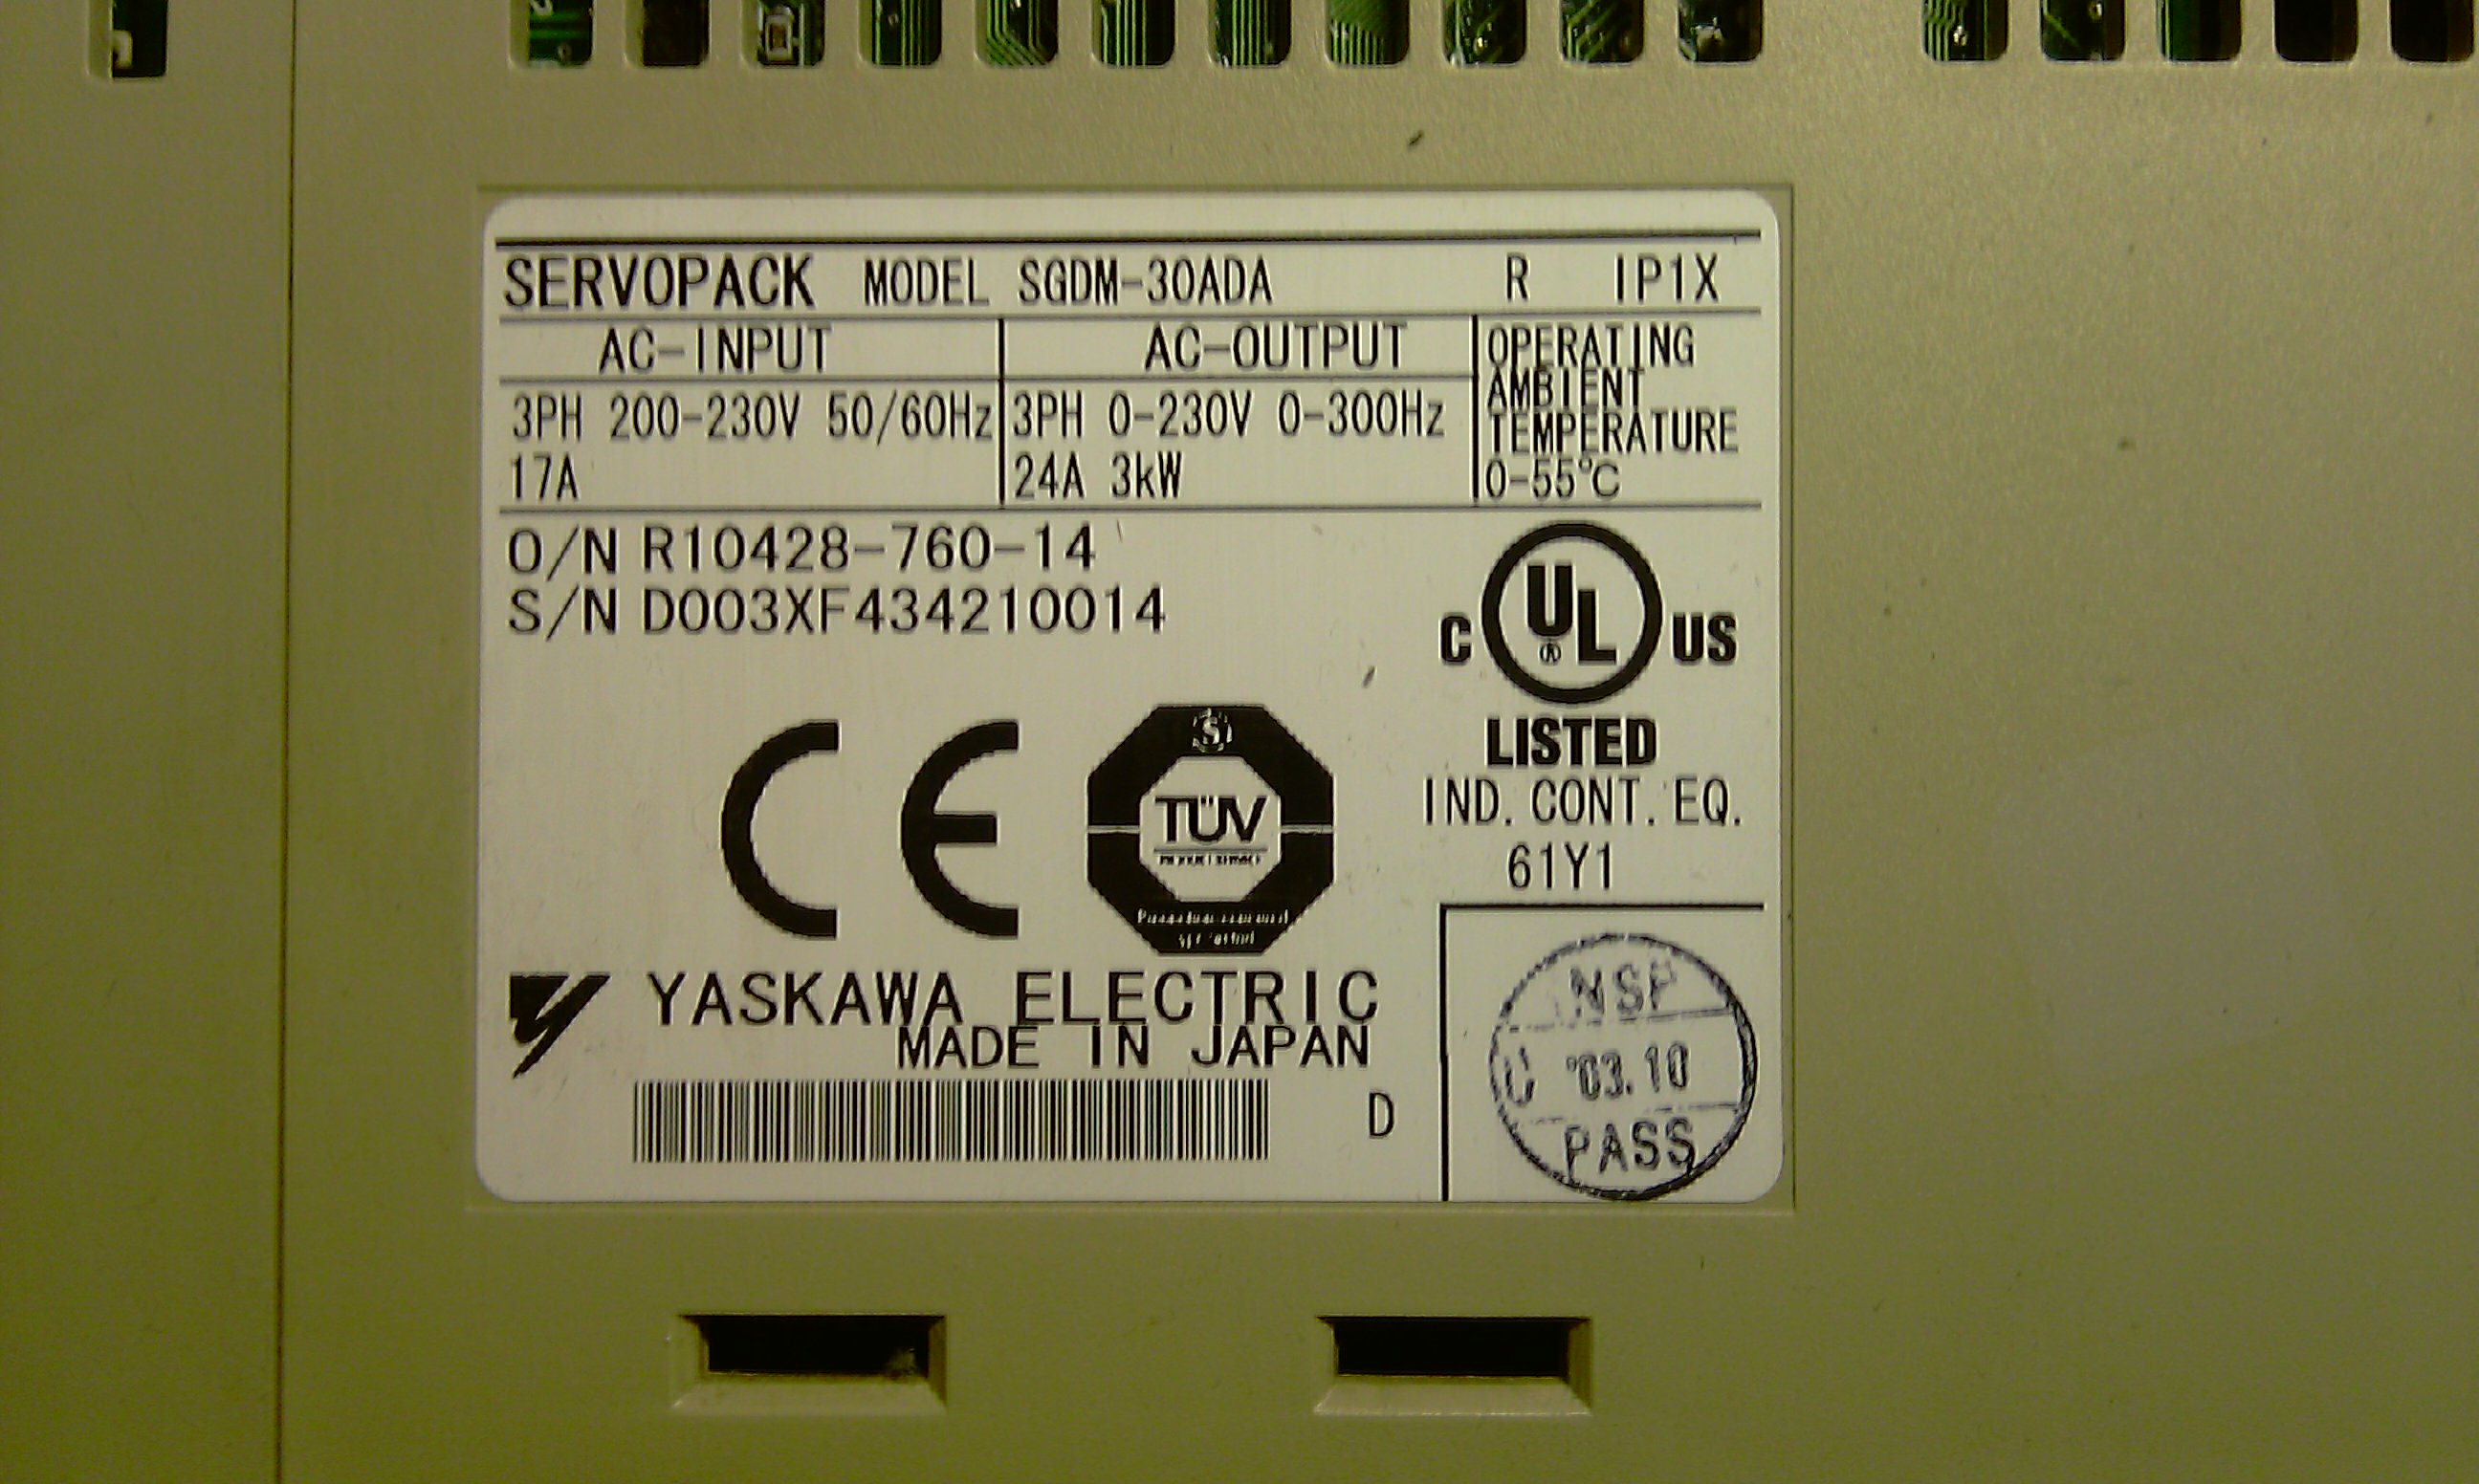 SERVOPACK MODEL SGDM-30ADA R IP1X
AC-INPUT AC-OUTPUT OPERATING AMBIENT TEMPERATURE
3PH 200-230V 50/60Hz 3PH 0-230V 0-300Hz
17A 24A 3kW 0-55℃
O/N R10428-760-14
S/N D003XF434210014
C UL® US
LISTED
IND. CONT. EQ.
61Y1
CE
S
TÜV
PRODUCT SERVICE
YASKAWA ELECTRIC
MADE IN JAPAN
D
NSP
C '03.10
PASS